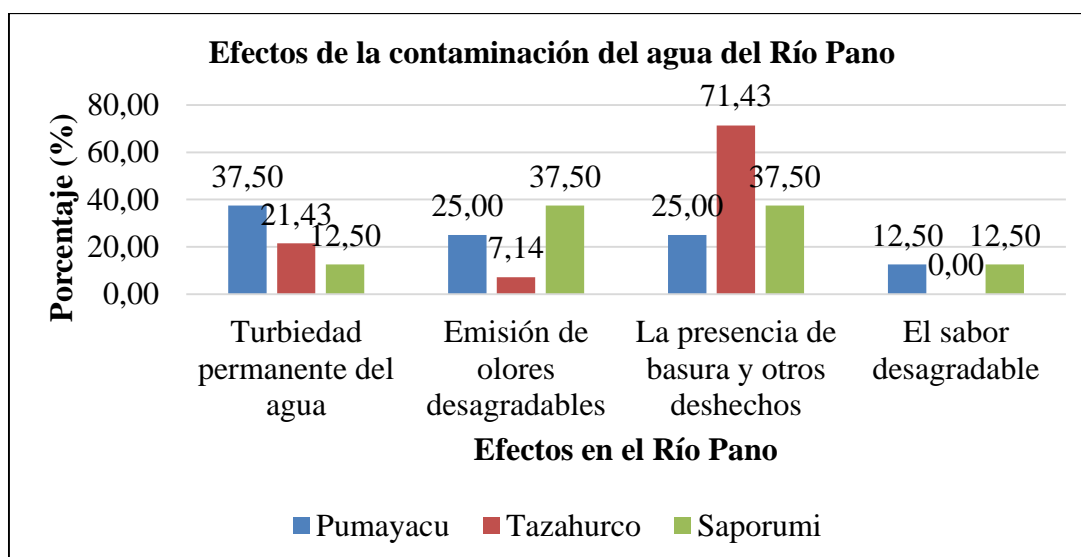 Efectos de la contaminación del agua del Río Pano
Porcentaje (%)
80,00
60,00
40,00
20,00
0,00
37,50
21,43
12,50
25,00
7,14
37,50
25,00
71,43
37,50
12,50
0,00
12,50
Turbiedad
permanente del
agua
Emisión de
olores
desagradables
La presencia de
basura y otros
deshechos
El sabor
desagradable
Efectos en el Río Pano
Pumayacu
Tazahurco
Saporumi